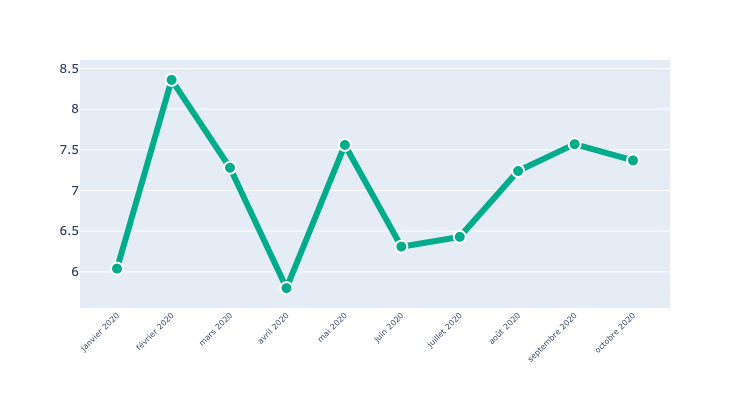 8.5
8
7.5
7
6.5
6
janvier 2020
février 2020
mars 2020
avril 2020
mai 2020
juin 2020
juillet 2020
août 2020
septembre 2020
octobre 2020